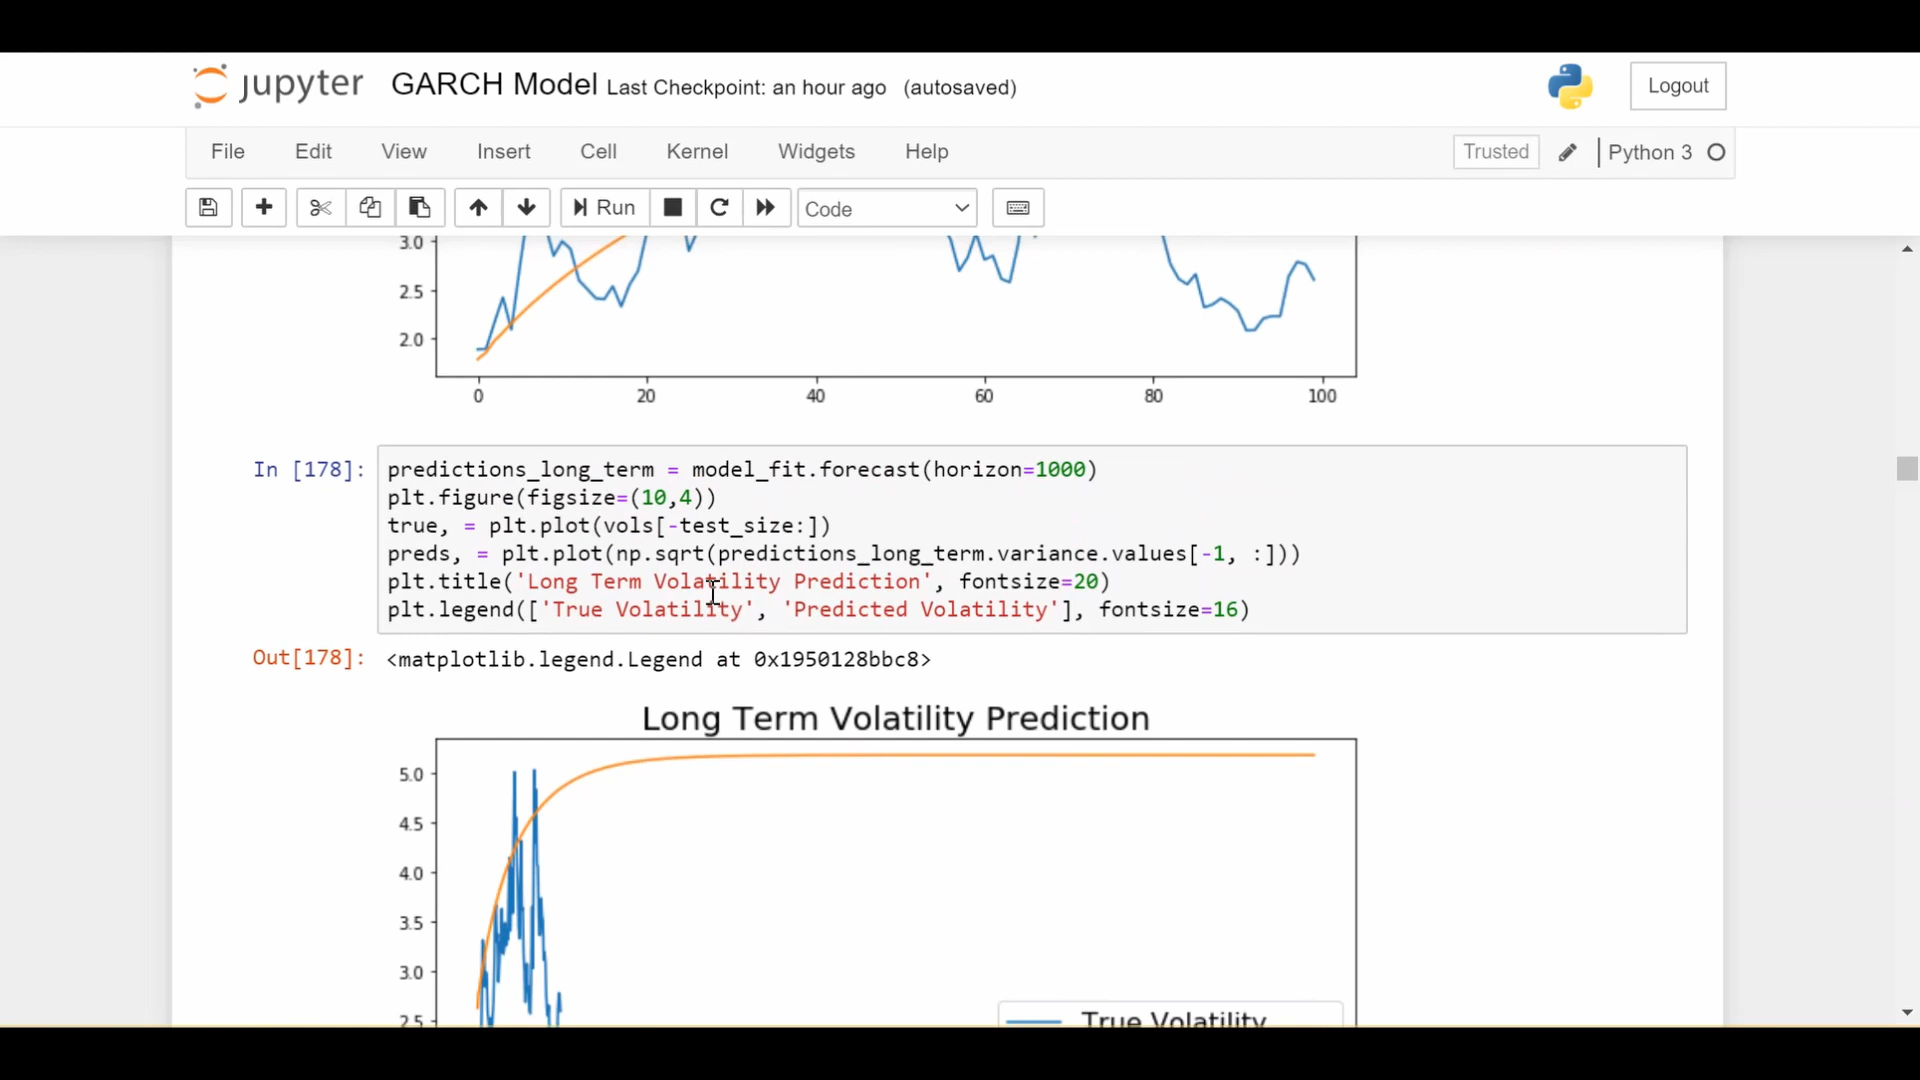 jupyter GARCH Model Last Checkpoint: an hour ago (autosaved) Logout
File Edit View Insert Cell Kernel Widgets Help Trusted Python 3
Run Code
3.0
2.5
2.0
0 20 40 60 80 100
In [178]: predictions_long_term = model_fit.forecast(horizon=1000)
plt.figure(figsize=(10,4))
true, = plt.plot(vols[-test_size:])
preds, = plt.plot(np.sqrt(predictions_long_term.variance.values[-1, :]))
plt.title('Long Term Volatility Prediction', fontsize=20)
plt.legend(['True Volatility', 'Predicted Volatility'], fontsize=16)
Out[178]: <matplotlib.legend.Legend at 0x1950128bbc8>
Long Term Volatility Prediction
5.0
4.5
4.0
3.5
3.0
2.5
True Volatility